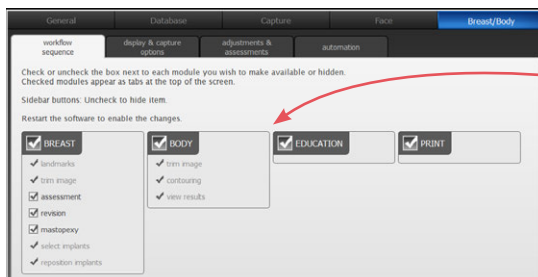 General Database Capture Face Breast/Body
workflow sequence
display & capture options
adjustments & assessments
automation
Check or uncheck the box next to each module you wish to make available or hidden.
Checked modules appear as tabs at the top of the screen.
Sidebar buttons: Uncheck to hide item.
Restart the software to enable the changes.
BREAST
landmarks
trim image
assessment
revision
mastopexy
select implants
reposition implants
BODY
trim image
contouring
view results
EDUCATION
PRINT